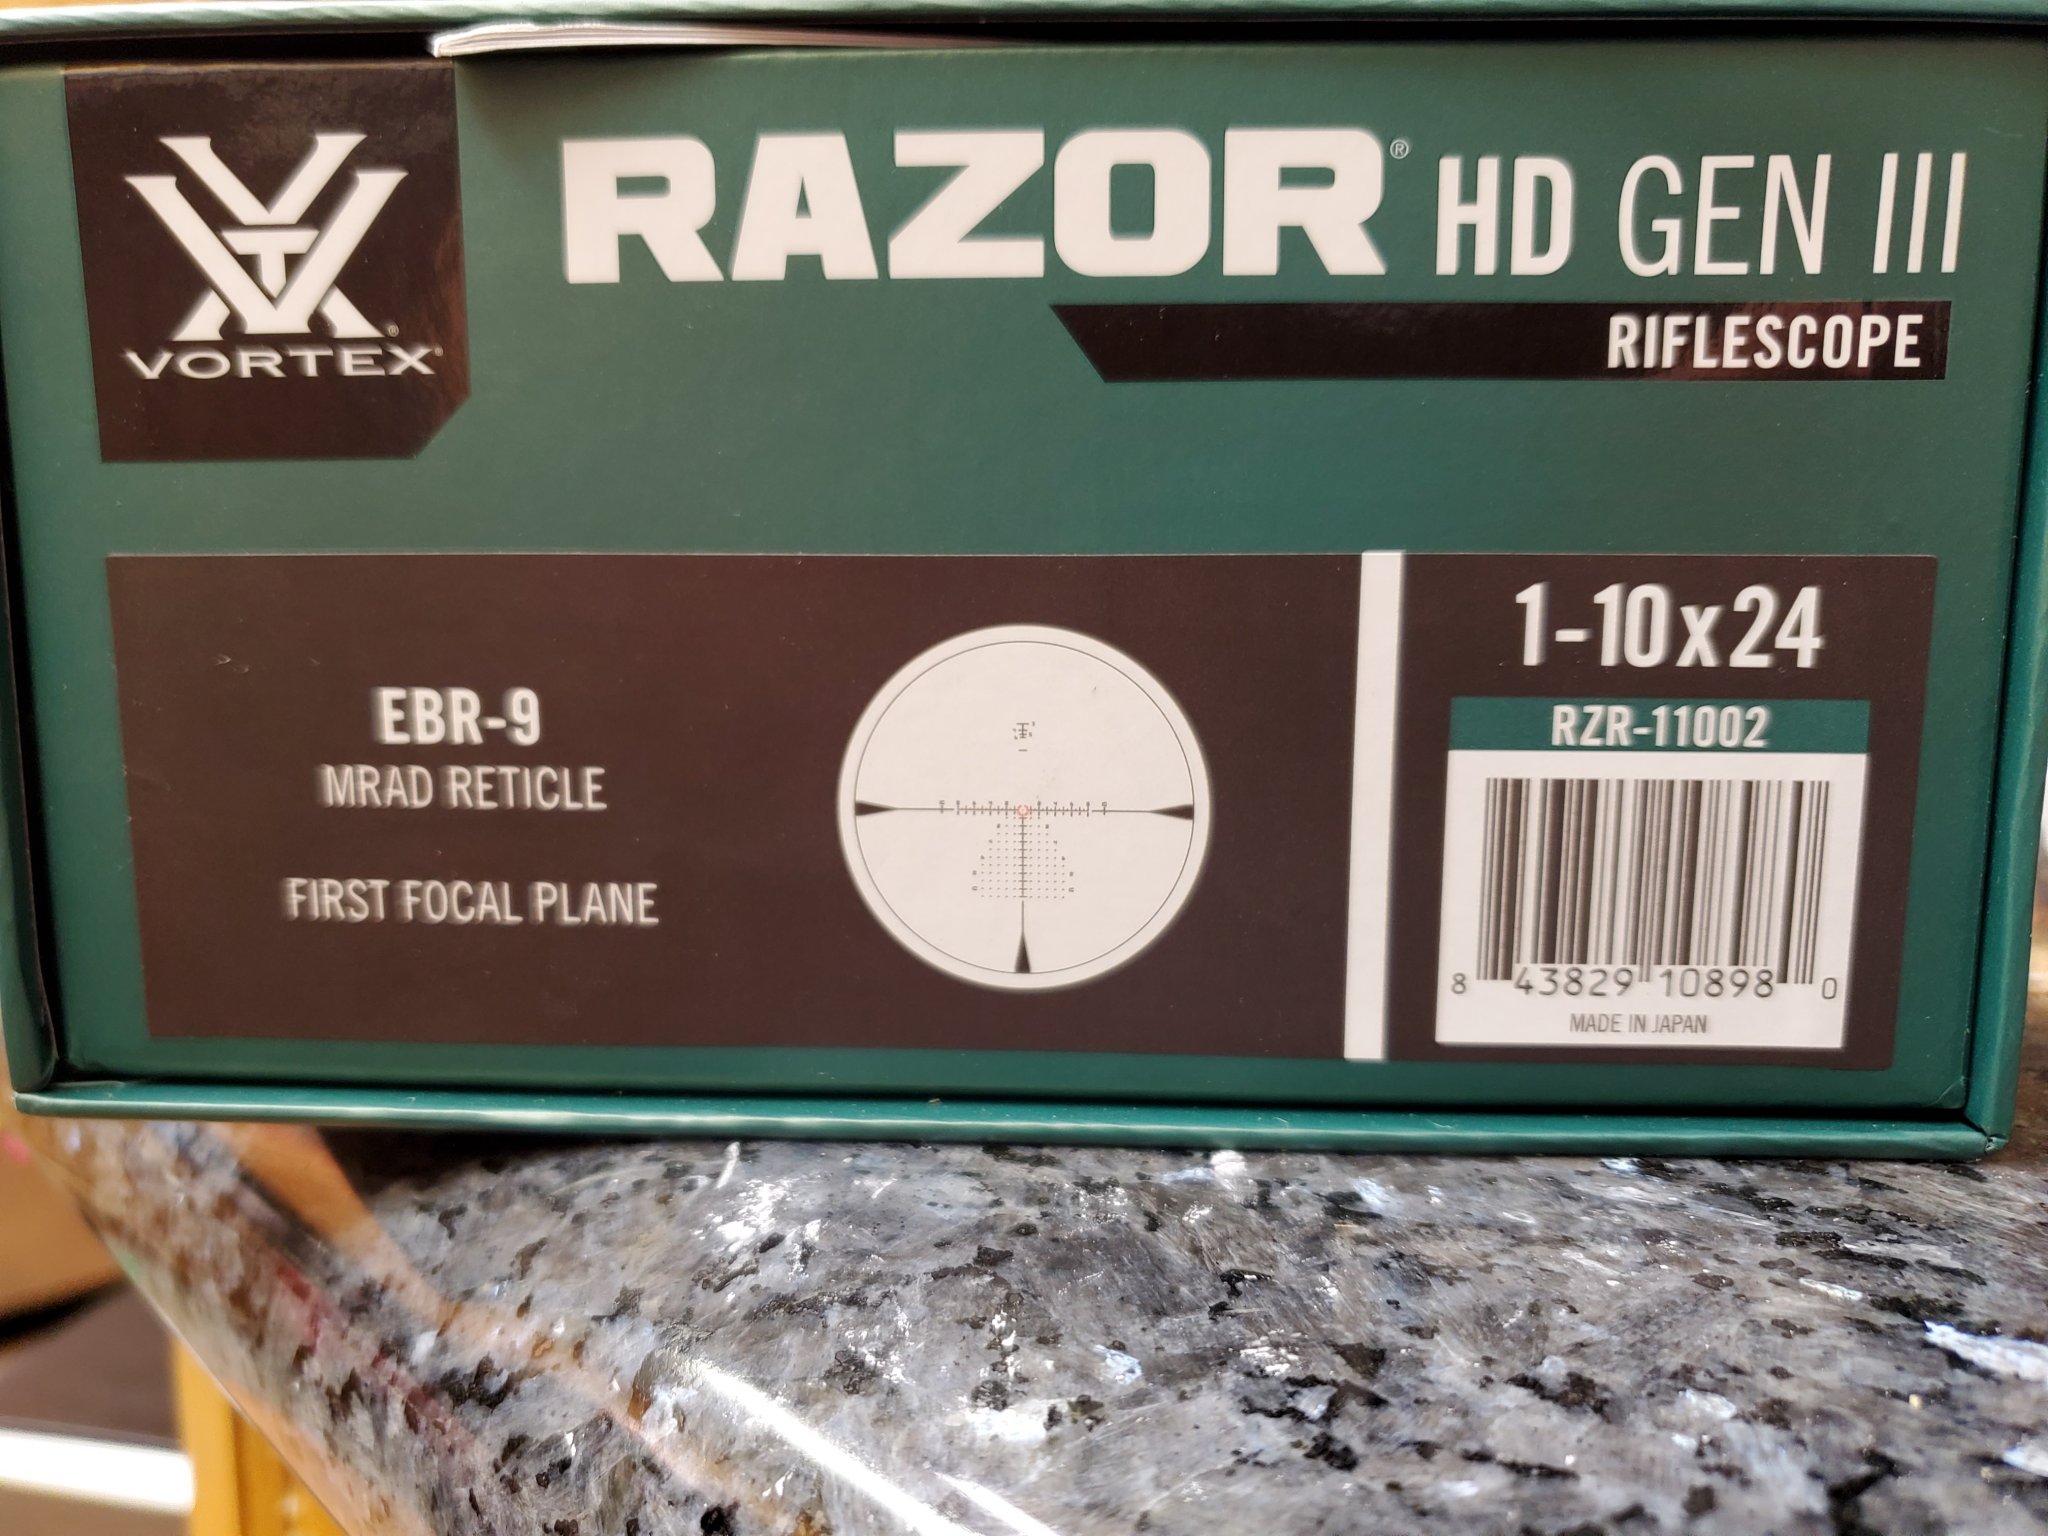 VORTEX®
RAZOR® HD GEN III
RIFLESCOPE
EBR-9
MRAD RETICLE
FIRST FOCAL PLANE
1-10x24
RZR-11002
8 43829 10898 0
MADE IN JAPAN